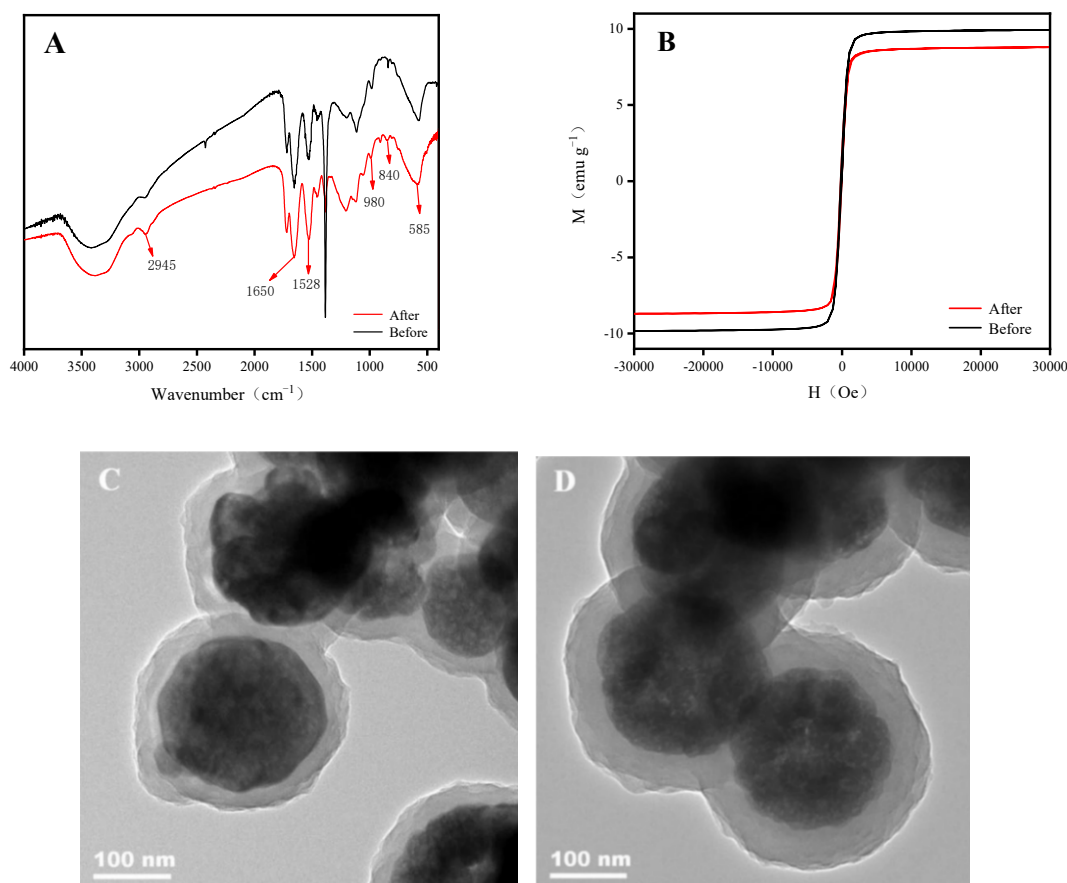 A
840
980
585
2945
1650
1528
After
Before
4000 3500 3000 2500 2000 1500 1000 500
Wavenumber（cm⁻¹）
B
10
5
0
-5
-10
M（emu g⁻¹）
After
Before
-30000 -20000 -10000 0 10000 20000 30000
H（Oe）
C
100 nm
D
100 nm